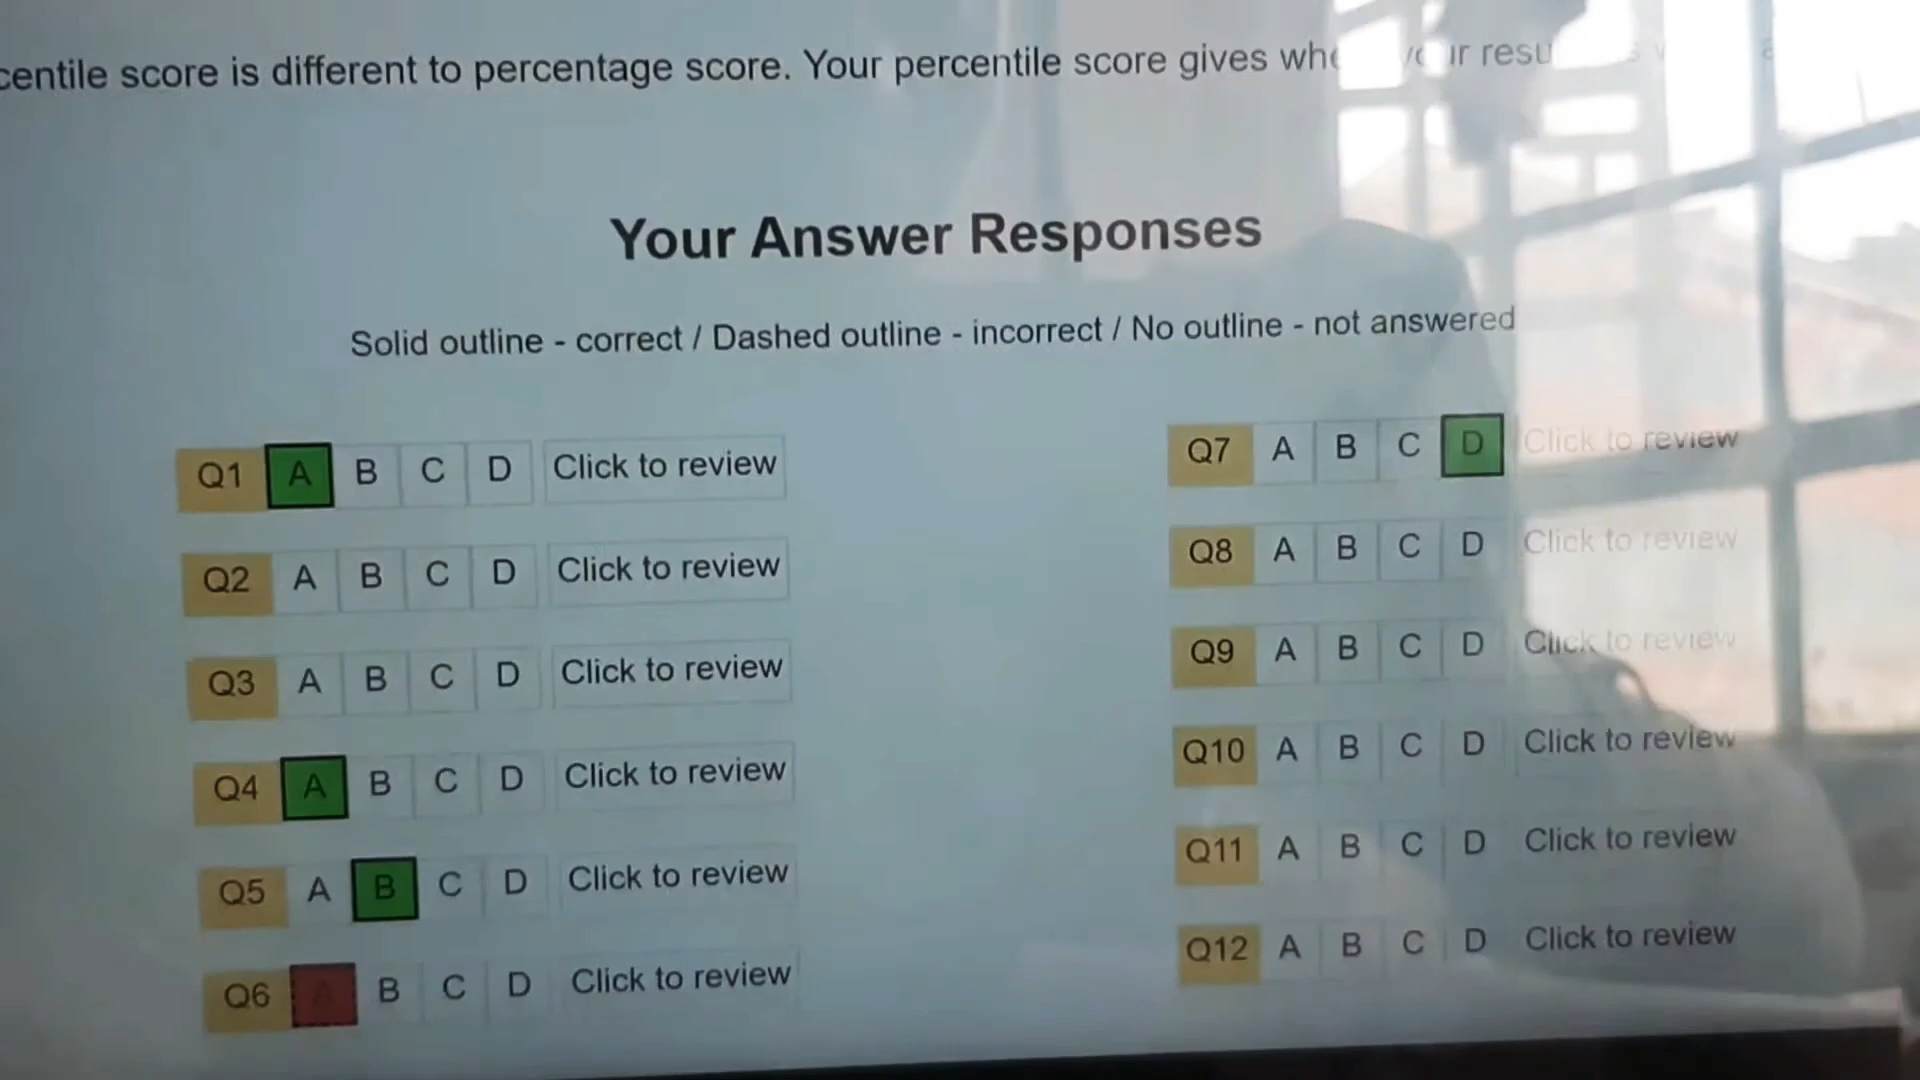 centile score is different to percentage score. Your percentile score gives
Your Answer Responses
Solid outline - correct / Dashed outline - incorrect / No outline - not answered
Q1 A B C D Click to review
Q2 A B C D Click to review
Q3 A B C D Click to review
Q4 A B C D Click to review
Q5 A B C D Click to review
Q6 A B C D Click to review
Q7 A B C D Click to review
Q8 A B C D Click to review
Q9 A B C D Click to review
Q10 A B C D Click to review
Q11 A B C D Click to review
Q12 A B C D Click to review